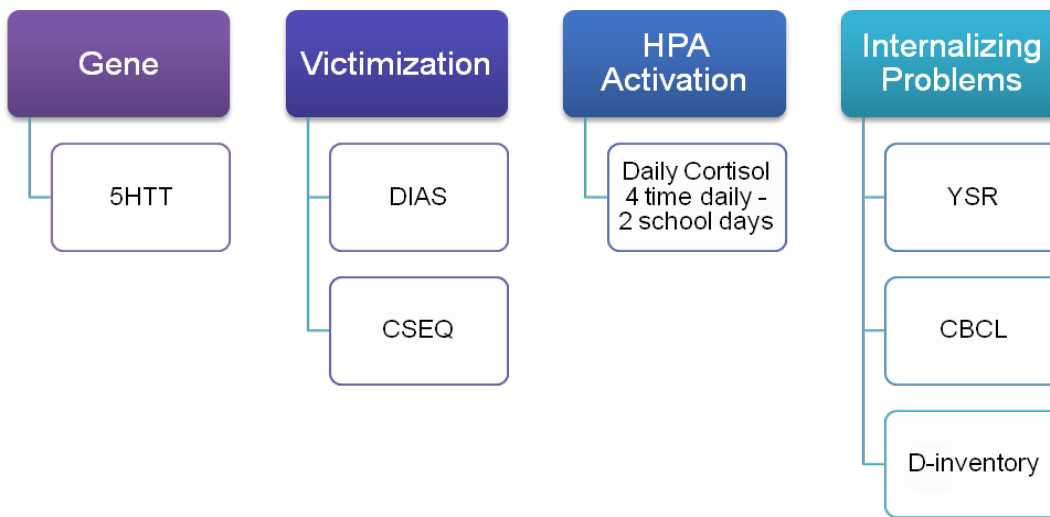 Gene
5HTT
Victimization
DIAS
CSEQ
HPA
Activation
Daily Cortisol
4 time daily -
2 school days
Internalizing
Problems
YSR
CBCL
D-inventory